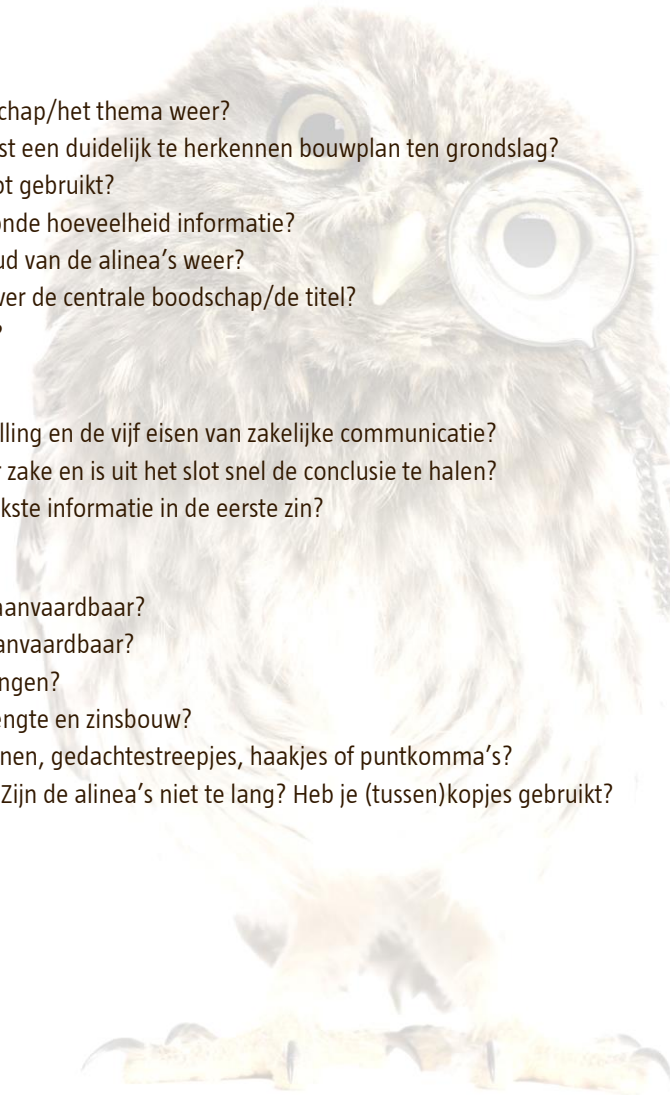 chap/het thema weer?
st een duidelijk te herkennen bouwplan ten grondslag?
ot gebruikt?
onde hoeveelheid informatie?
ud van de alinea’s weer?
ver de centrale boodschap/de titel?
?
lling en de vijf eisen van zakelijke communicatie?
r zake en is uit het slot snel de conclusie te halen?
kste informatie in de eerste zin?
aanvaardbaar?
anvaardbaar?
ngen?
engte en zinsbouw?
nen, gedachtestreepjes, haakjes of puntkomma’s?
Zijn de alinea’s niet te lang? Heb je (tussen)kopjes gebruikt?